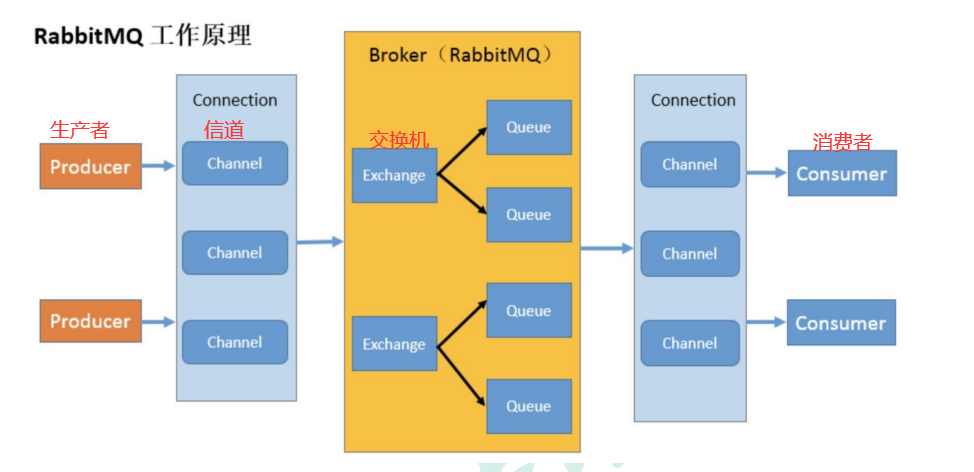 RabbitMQ 工作原理
生产者
Producer
Producer
Connection
信道
Channel
Channel
Channel
Broker（RabbitMQ）
交换机
Exchange
Queue
Queue
Exchange
Queue
Queue
Connection
Channel
Channel
Channel
消费者
Consumer
Consumer